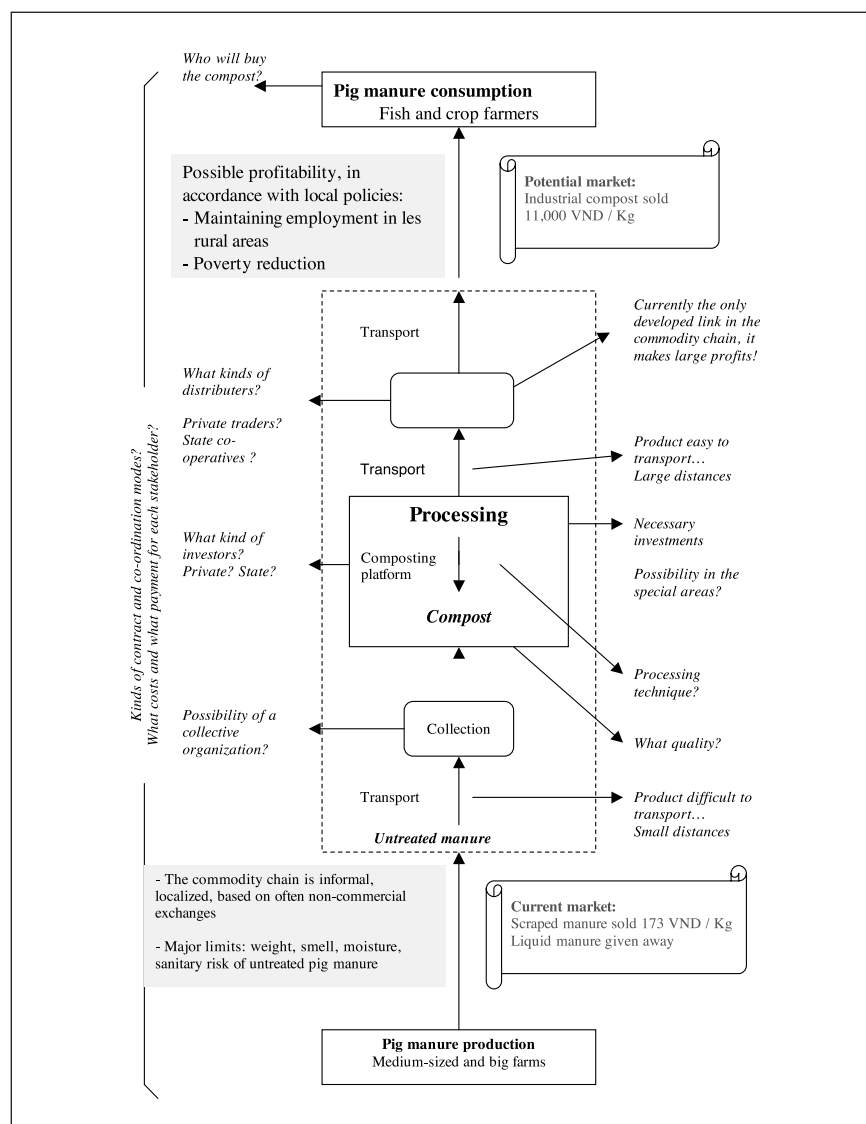 Who will buy
the compost?
Pig manure consumption
Fish and crop farmers
Possible profitability, in
accordance with local policies:
- Maintaining employment in les
rural areas
- Poverty reduction
Potential market:
Industrial compost sold
11,000 VND / Kg
Transport
Currently the only
developed link in the
commodity chain, it
makes large profits!
What kinds of
distributers?
Private traders?
State co-
operatives ?
Transport
Product easy to
transport…
Large distances
Kinds of contract and co-ordination modes?
What costs and what payment for each stakeholder?
Processing
What kind of
investors?
Private? State?
Composting
platform
Compost
Necessary
investments
Possibility in the
special areas?
Processing
technique?
Possibility of a
collective
organization?
Collection
What quality?
Transport
Product difficult to
transport…
Small distances
Untreated manure
- The commodity chain is informal,
localized, based on often non-commercial
exchanges
- Major limits: weight, smell, moisture,
sanitary risk of untreated pig manure
Current market:
Scraped manure sold 173 VND / Kg
Liquid manure given away
Pig manure production
Medium-sized and big farms